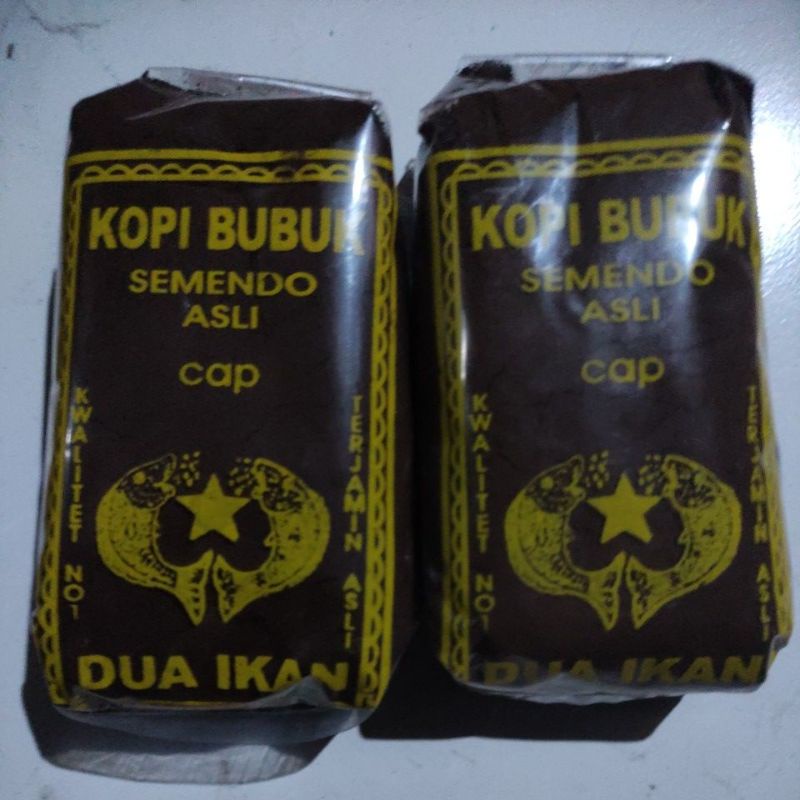 KOPI BUBUK
SEMENDO
ASLI
cap
KWALITET NO1
TERJAMIN ASLI
DUA IKAN
KOPI BUBUK
SEMENDO
ASLI
cap
KWALITET NO1
TERJAMIN ASLI
DUA IKAN